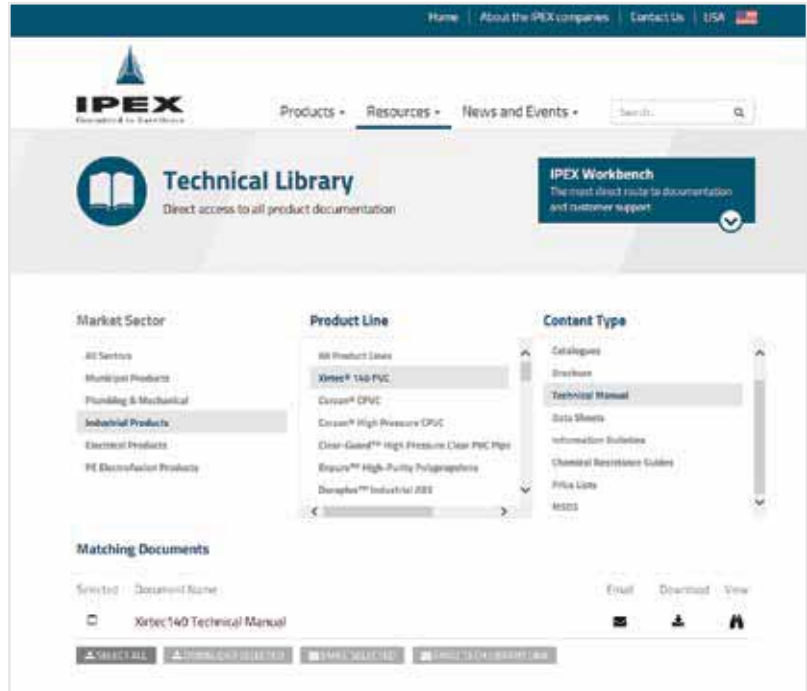 Home | About the IPEX companies | Contact Us | USA
IPEX
Products Resources News and Events Search...
Technical Library
Direct access to all product documentation
IPEX Workbench
The most direct route to documentation
and customer support
Market Sector
All Sectors
Municipal Products
Plumbing & Mechanical
Industrial Products
Electrical Products
PE Electrofusion Products
Product Line
All Product Lines
Xirtec® 140 PVC
Corzan® CPVC
Corzan® High Pressure CPVC
Clear-Guard™ High Pressure Clear PVC Pipe
Enpure™ High-Purity Polypropylene
Duraplus™ Industrial ABS
Content Type
Catalogues
Brochure
Technical Manual
Data Sheets
Information Bulletins
Chemical Resistance Guides
Price Lists
MSDS
Matching Documents
Selected Document Name Email Download View
Xirtec140 Technical Manual
SELECT ALL DOWNLOAD SELECTED EMAIL SELECTED EMAIL TECH LIBRARY LINK